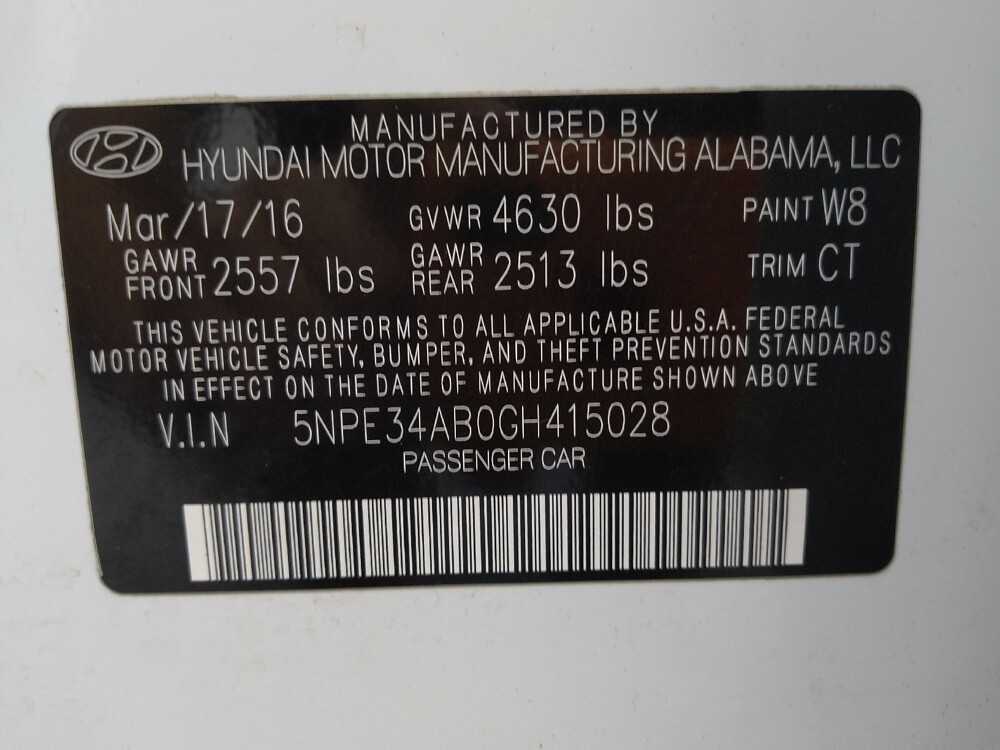 MANUFACTURED BY
HYUNDAI MOTOR MANUFACTURING ALABAMA, LLC
Mar/17/16 GVWR 4630 lbs PAINT W8
GAWR FRONT 2557 lbs GAWR REAR 2513 lbs TRIM CT
THIS VEHICLE CONFORMS TO ALL APPLICABLE U.S.A. FEDERAL
MOTOR VEHICLE SAFETY, BUMPER, AND THEFT PREVENTION STANDARDS
IN EFFECT ON THE DATE OF MANUFACTURE SHOWN ABOVE
V.I.N 5NPE34AB0GH415028
PASSENGER CAR